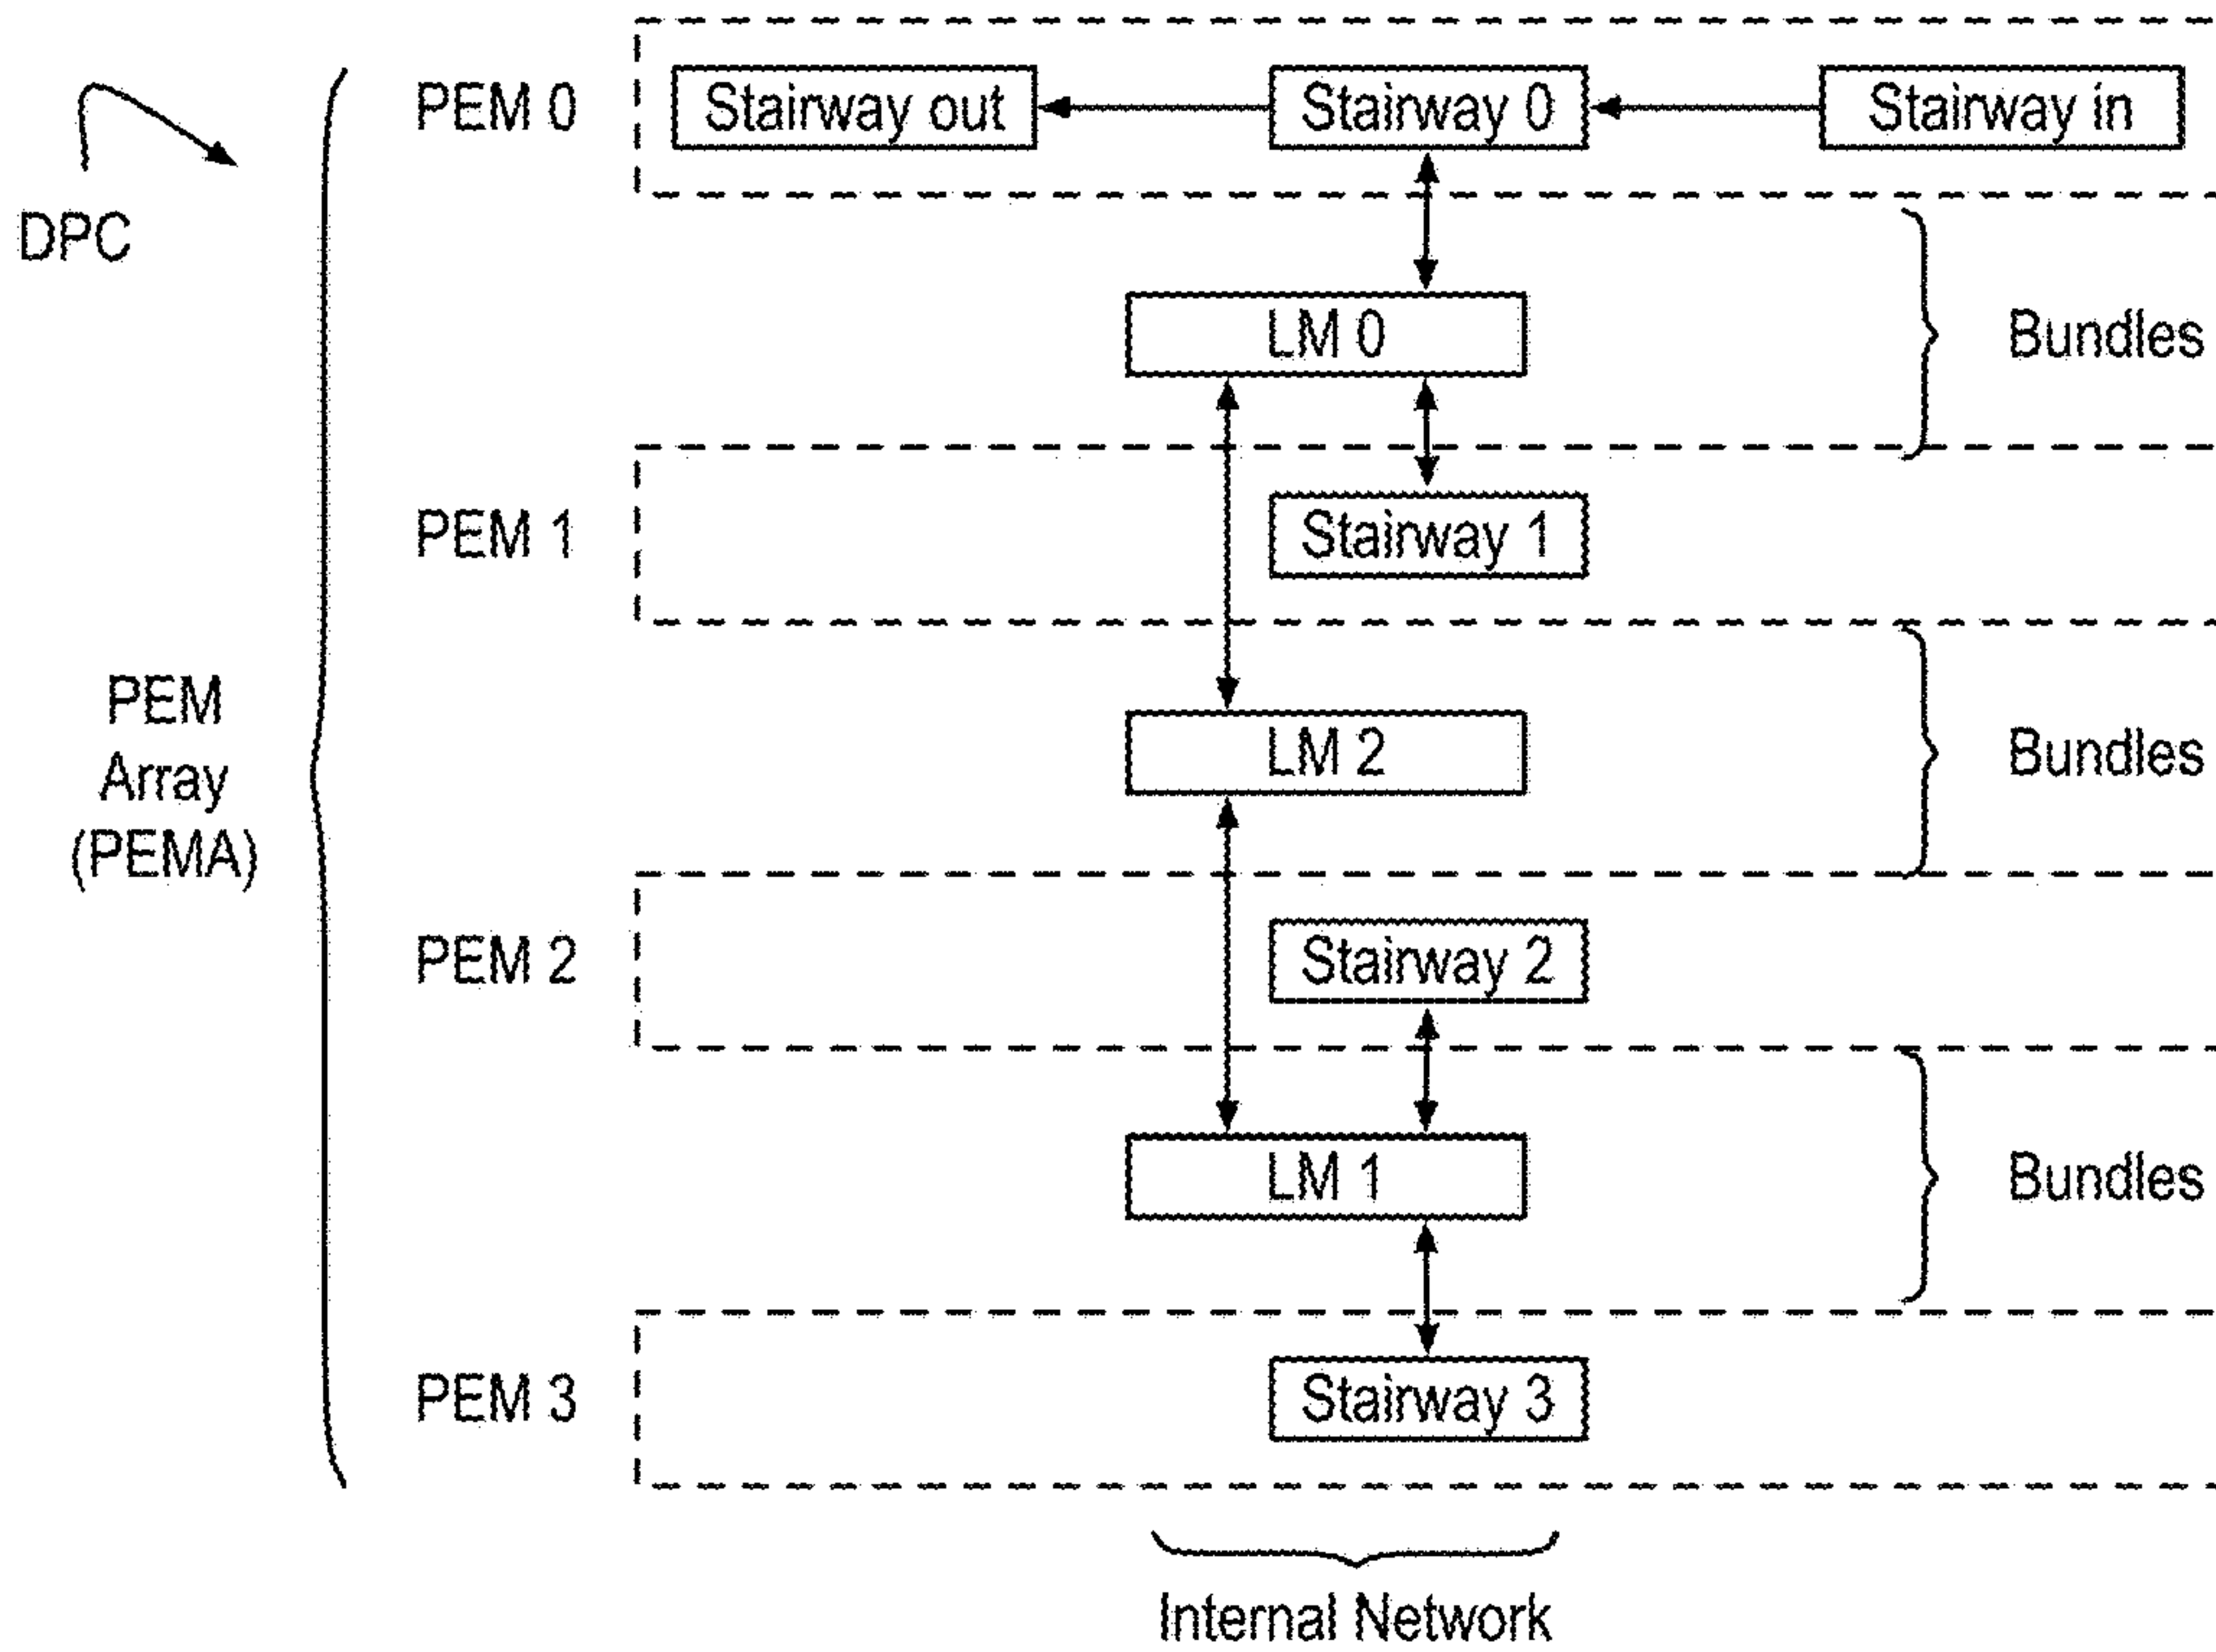 PEM 0
Stairway out
Stairway 0
Stairway in
DPC
LM 0
Bundles
PEM 1
Stairway 1
PEM
Array
(PEMA)
LM 2
Bundles
PEM 2
Stairway 2
LM 1
Bundles
PEM 3
Stairway 3
Internal Network